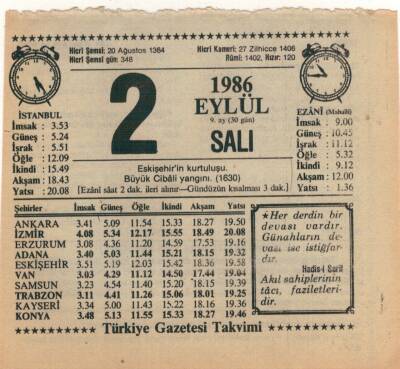 Hicri Şemsi: 20 Ağustos 1364
Hicri Şemsi gün: 348
Hicri Kameri: 27 Zilhicce 1406
Rûmi: 1402, Hızır: 120
2
1986
EYLÜL
9. ay (30 gün)
SALI
İSTANBUL
İmsak : 3.53
Güneş : 5.24
İşrak : 5.51
Öğle : 12.09
İkindi : 15.49
Akşam : 18.43
Yatsı : 20.08
EZANİ (Mahalli)
İmsak : 9.00
Güneş : 10.45
İşrak : 11.12
Öğle : 5.32
İkindi : 9.12
Akşam : 12.00
Yatsı : 1.36
Eskişehir'in kurtuluşu.
Büyük Cibâli yangını. (1630)
[Ezânî sâat 2 dak. ileri alınır—Gündüzün kısalması 3 dak.]
Şehirler İmsak Güneş Öğle İkindi Akşam Yatsı
ANKARA 3.41 5.09 11.54 15.33 18.27 19.50
İZMİR 4.08 5.34 12.17 15.55 18.49 20.08
ERZURUM 3.08 4.36 11.20 14.59 17.53 19.16
ADANA 3.40 5.03 11.44 15.21 18.15 19.32
ESKİŞEHİR 3.51 5.19 12.03 15.42 18.36 19.58
VAN 3.03 4.29 11.12 14.50 17.44 19.04
SAMSUN 3.23 4.54 11.40 15.20 18.15 19.39
TRABZON 3.11 4.41 11.26 15.06 18.01 19.25
KAYSERİ 3.34 5.00 11.43 15.22 18.16 19.36
KONYA 3.48 5.13 11.55 15.33 18.27 19.46
★Her derdin bir
devası vardır.
Günahların de-
vası ise istiğfar-
dır.
Hadis-i Şerif
Akıl sahiplerinin
tâcı, faziletleri-
dir.
★★★★★★★★★★ Türkiye Gazetesi Takvimi ★★★★★★★★★★